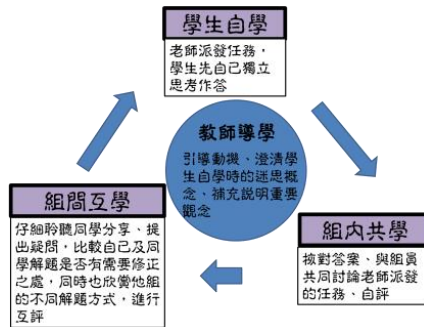 學生自學
老師派發任務，
學生先自己獨立
思考作答
教師導學
引導動機、澄清學
生自學時的迷思概
念、補充說明重要
觀念
組間互學
仔細聆聽同學分享、提
出疑問，比較自己及同
學解題是否有需要修正
之處，同時也欣賞他組
的不同解題方式，進行
互評
組內共學
核對答案、與組員
共同討論老師派發
的任務、自評